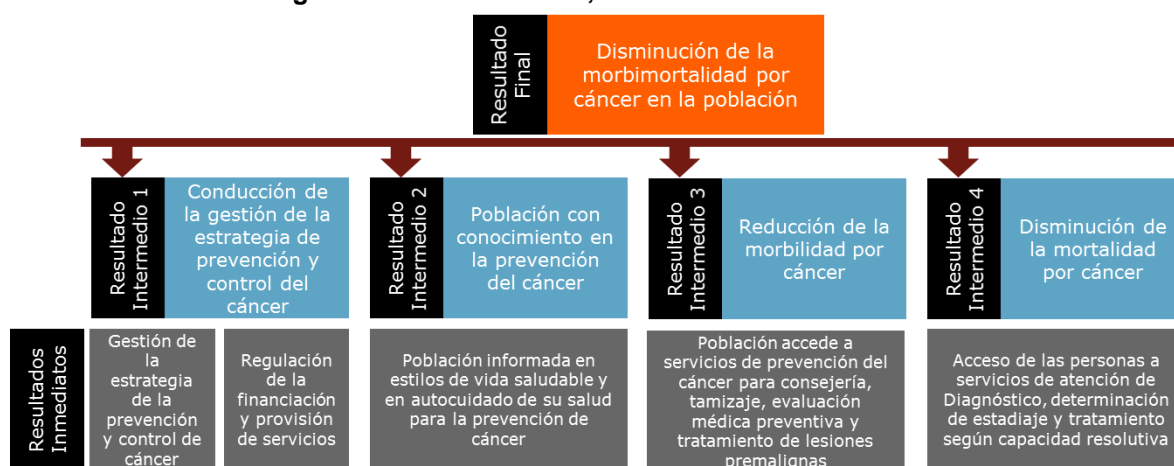 Resultado
Final
Disminución de la
morbimortalidad por
cáncer en la población
Resultado
Intermedio 1
Conducción de
la gestión de la
estrategia de
prevención y
control del
cáncer
Resultado
Intermedio 2
Población con
conocimiento en
la prevención
del cáncer
Resultado
Intermedio 3
Reducción de la
morbilidad por
cáncer
Resultado
Intermedio 4
Disminución de
la mortalidad
por cáncer
Resultados
Inmediatos
Gestión de
la
estrategia
de la
prevención
y control de
cáncer
Regulación
de la
financiación
y provisión
de servicios
Población informada en
estilos de vida saludable y
en autocuidado de su salud
para la prevención de
cáncer
Población accede a
servicios de prevención del
cáncer para consejería,
tamizaje, evaluación
médica preventiva y
tratamiento de lesiones
premalignas
Acceso de las personas a
servicios de atención de
Diagnóstico, determinación
de estadiaje y tratamiento
según capacidad resolutiva